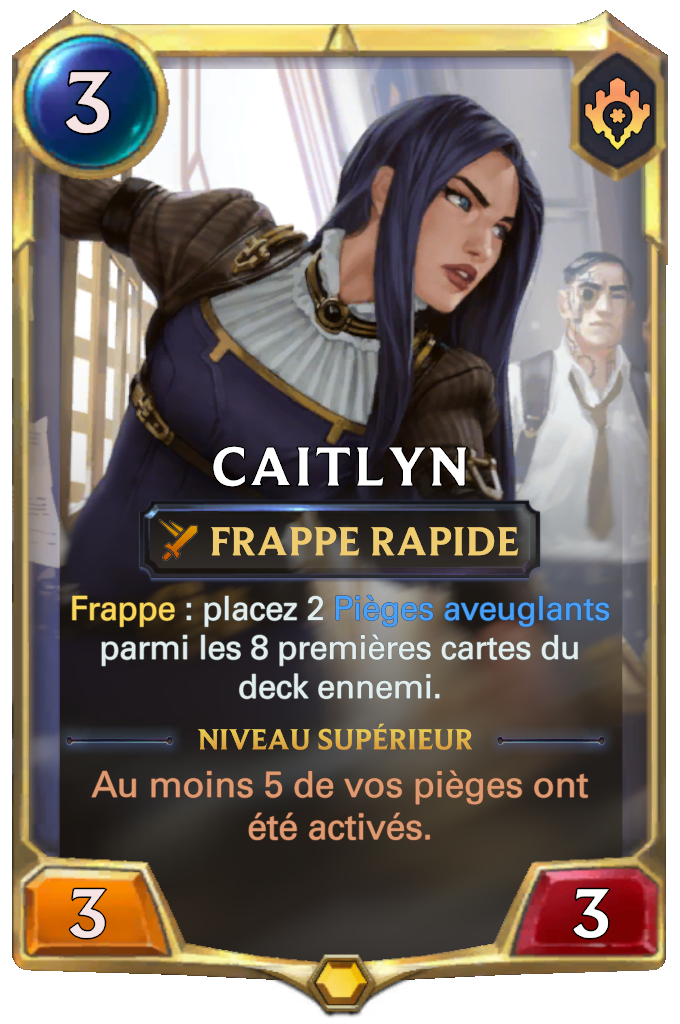 3
CAITLYN
FRAPPE RAPIDE
Frappe : placez 2 Pièges aveuglants
parmi les 8 premières cartes du
deck ennemi.
NIVEAU SUPÉRIEUR
Au moins 5 de vos pièges ont
été activés.
3
3